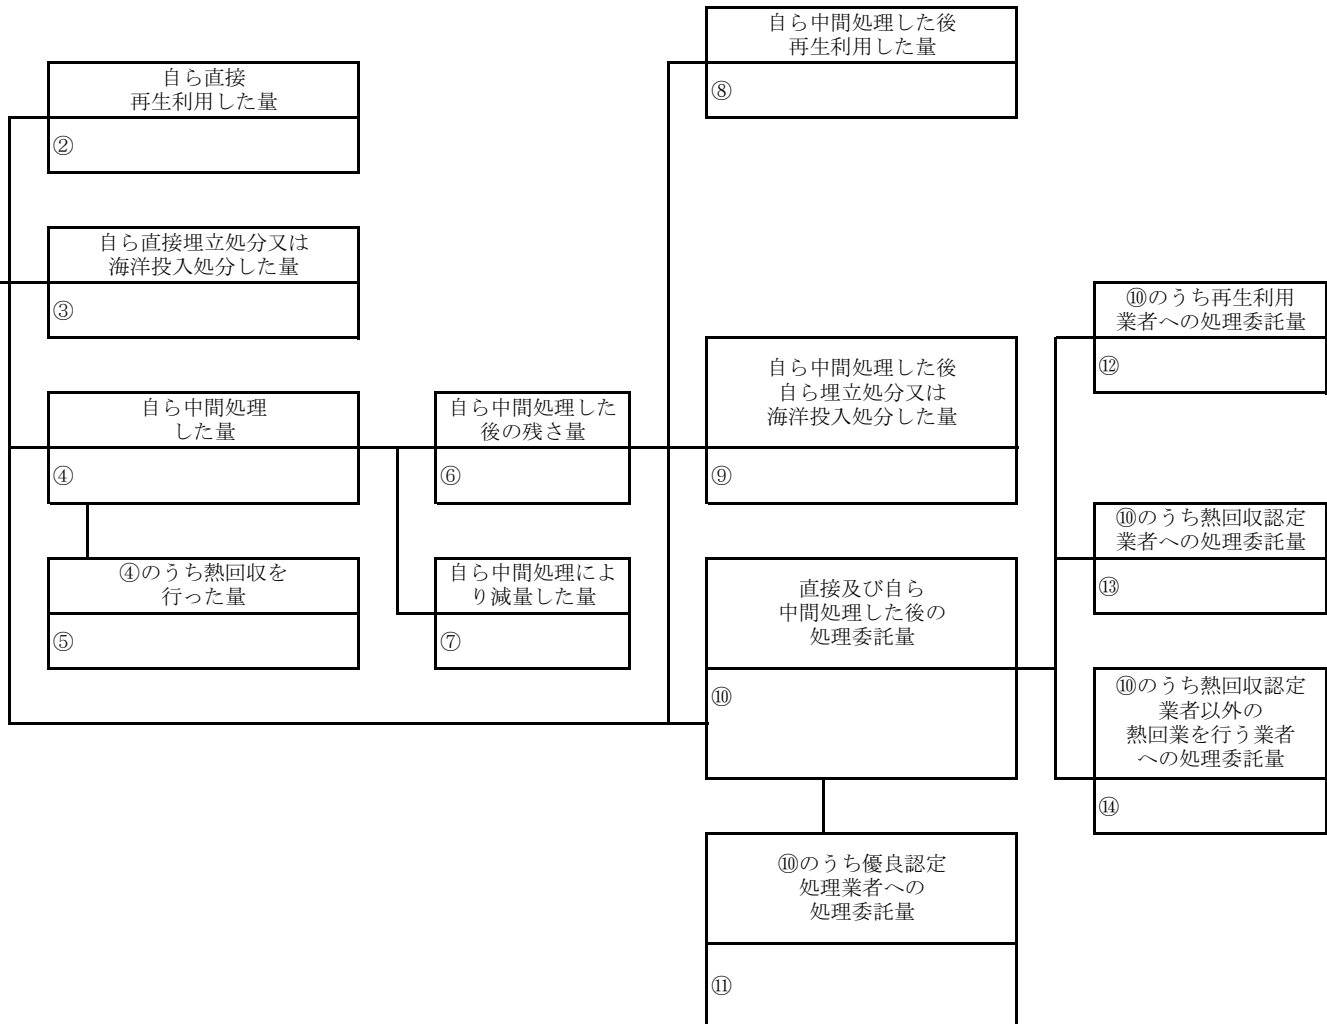 自ら中間処理した後
再生利用した量
⑧
自ら直接
再生利用した量
②
自ら直接埋立処分又は
海洋投入処分した量
③
⑩のうち再生利用
業者への処理委託量
⑫
自ら中間処理した後
自ら埋立処分又は
海洋投入処分した量
⑨
自ら中間処理
した量
④
自ら中間処理した
後の残さ量
⑥
⑩のうち熱回収認定
業者への処理委託量
⑬
④のうち熱回収を
行った量
⑤
自ら中間処理によ
り減量した量
⑦
直接及び自ら
中間処理した後の
処理委託量
⑩
⑩のうち熱回収認定
業者以外の
熱回業を行う業者
への処理委託量
⑭
⑩のうち優良認定
処理業者への
処理委託量
⑪